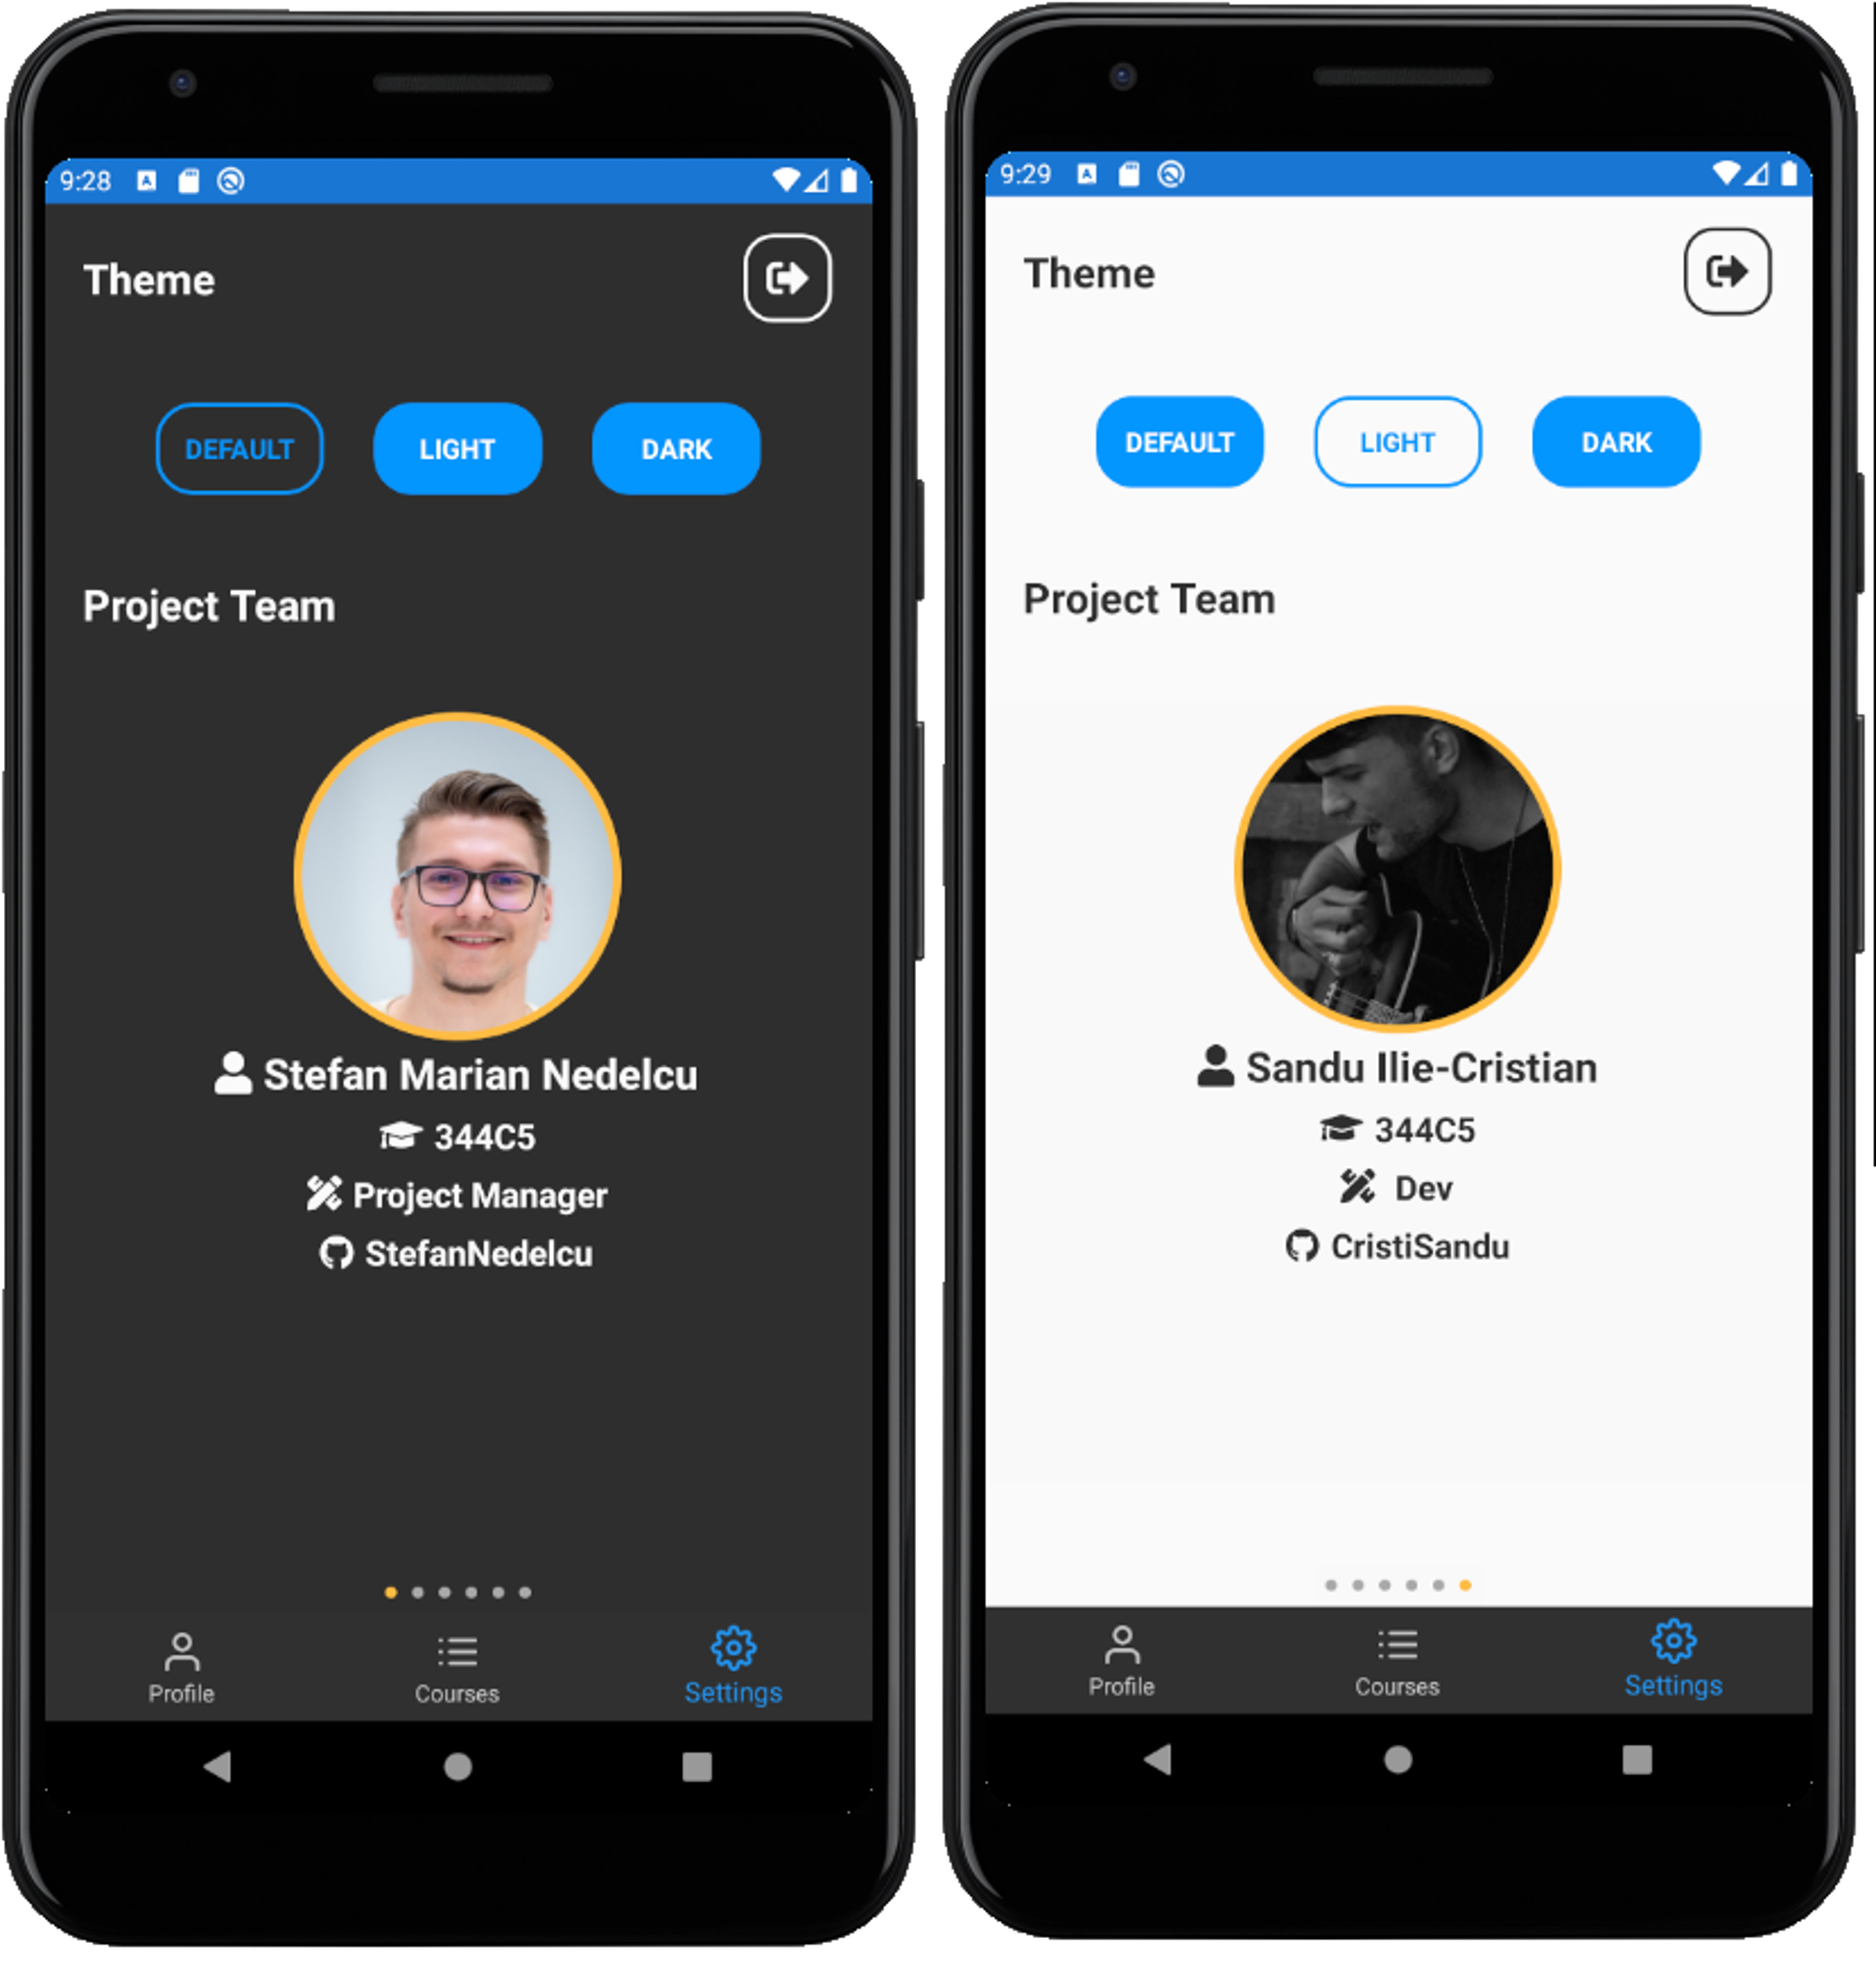 9:28
Theme
DEFAULT LIGHT DARK
Project Team
Stefan Marian Nedelcu
344C5
Project Manager
StefanNedelcu
Profile Courses Settings
9:29
Theme
DEFAULT LIGHT DARK
Project Team
Sandu Ilie-Cristian
344C5
Dev
CristiSandu
Profile Courses Settings